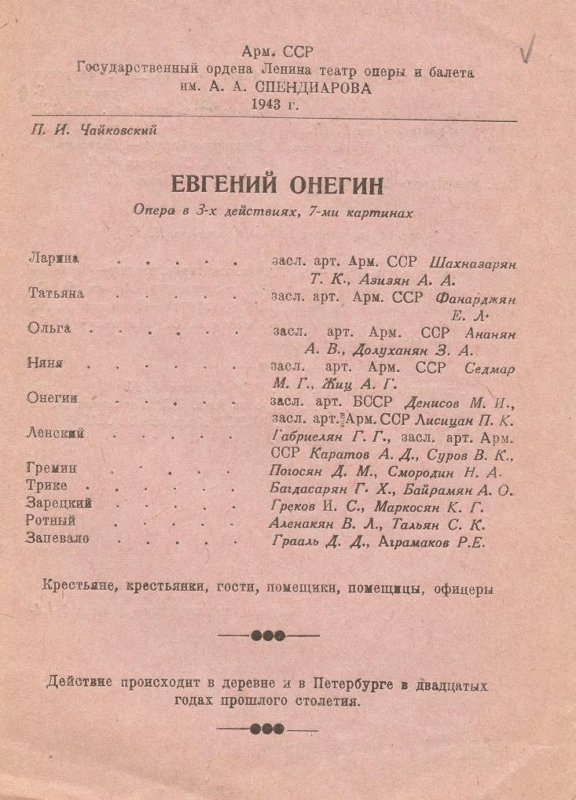 Арм. ССР
Государственный ордена Ленина театр оперы и балета
им. А. А. СПЕНДИАРОВА
1943 г.
П. И. Чайковский
ЕВГЕНИЙ ОНЕГИН
Опера в 3-х действиях, 7-ми картинах
Ларина . . . . . засл. арт. Арм. ССР Шахназарян
Т. К., Азизян А. А.
Татьяна . . . . . засл. арт. Арм. ССР Фанарджян
Е. Л.
Ольга . . . . . засл. арт. Арм. ССР Ананян
А. В., Долуханян З. А.
Няня . . . . . засл. арт. Арм. ССР Седмар
М. Г., Жиц А. Г.
Онегин . . . . . засл. арт. БССР Денисов М. И.,
засл. арт. Арм. ССР Лисициан П. К.
Ленский . . . . . Габриелян Г. Г., засл. арт. Арм.
ССР Каратов А. Д., Суров В. К.,
Гремин . . . . . Погосян Д. М., Смородин Н. А.
Трике . . . . . Багдасарян Г. Х., Байрамян А. О.
Зарецкий . . . . . Греков И. С., Маркосян К. Г.
Ротный . . . . . Аленакян В. Л., Тальян С. К.
Запевало . . . . . Грааль Д. Д., Аграмаков Р.Е.
Крестьяне, крестьянки, гости, помещики, помещицы, офицеры
Действие происходит в деревне и в Петербурге в двадцатых
годах прошлого столетия.